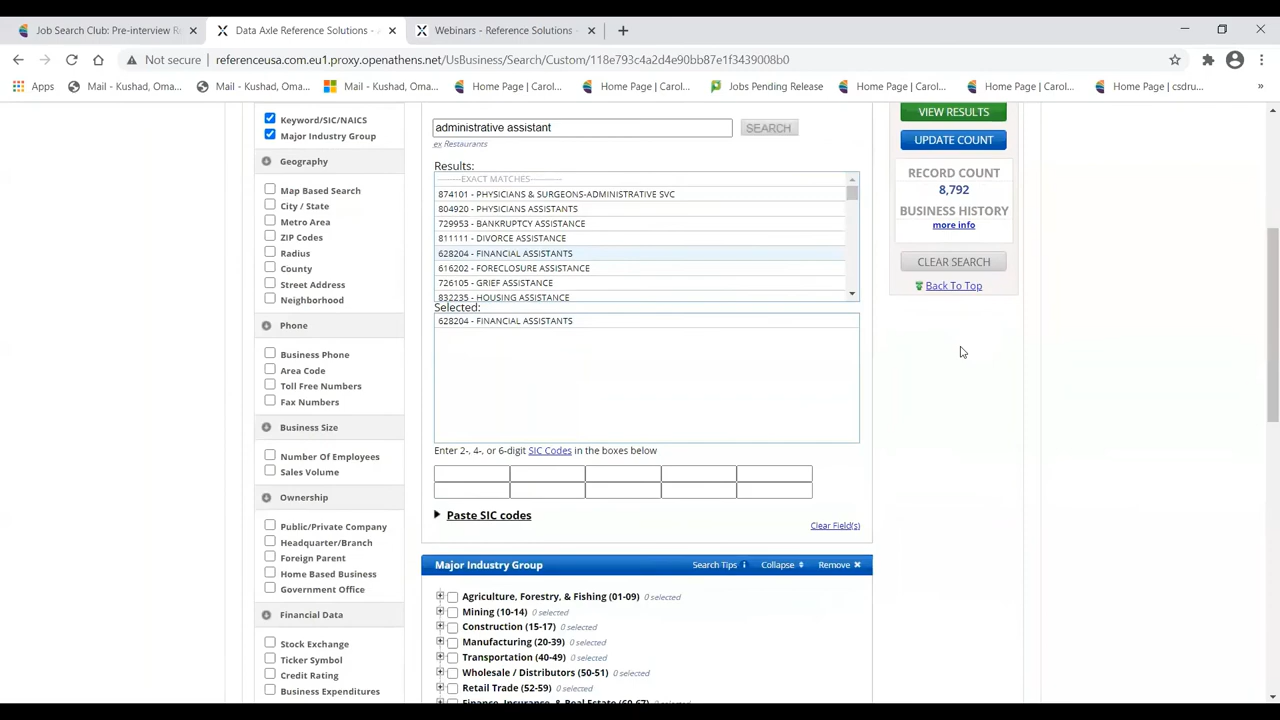 Job Search Club: Pre-interview R
Data Axle Reference Solutions -
Webinars - Reference Solutions -
Not secure
referenceusa.com.eu1.proxy.openathens.net/UsBusiness/Search/Custom/118e793c4a2d4e90bb87e1f3439008b0
Apps
Mail - Kushad, Oma...
Mail - Kushad, Oma...
Mail - Kushad, Oma...
Home Page | Carol...
Home Page | Carol...
Jobs Pending Release
Home Page | Carol...
Home Page | Carol...
Home Page | csdru...
»
Keyword/SIC/NAICS
Major Industry Group
Geography
Map Based Search
City / State
Metro Area
ZIP Codes
Radius
County
Street Address
Neighborhood
Phone
Business Phone
Area Code
Toll Free Numbers
Fax Numbers
Business Size
Number Of Employees
Sales Volume
Ownership
Public/Private Company
Headquarter/Branch
Foreign Parent
Home Based Business
Government Office
Financial Data
Stock Exchange
Ticker Symbol
Credit Rating
Business Expenditures
administrative assistant
SEARCH
ex Restaurants
Results:
--------EXACT MATCHES------------
874101 - PHYSICIANS & SURGEONS-ADMINISTRATIVE SVC
804920 - PHYSICIANS ASSISTANTS
729953 - BANKRUPTCY ASSISTANCE
811111 - DIVORCE ASSISTANCE
628204 - FINANCIAL ASSISTANTS
616202 - FORECLOSURE ASSISTANCE
726105 - GRIEF ASSISTANCE
832235 - HOUSING ASSISTANCE
Selected:
628204 - FINANCIAL ASSISTANTS
Enter 2-, 4-, or 6-digit SIC Codes in the boxes below
Paste SIC codes
Clear Field(s)
Major Industry Group
Search Tips i
Collapse
Remove
Agriculture, Forestry, & Fishing (01-09) 0 selected
Mining (10-14) 0 selected
Construction (15-17) 0 selected
Manufacturing (20-39) 0 selected
Transportation (40-49) 0 selected
Wholesale / Distributors (50-51) 0 selected
Retail Trade (52-59) 0 selected
Finance, Insurance, & Real Estate (60-67) 0 selected
VIEW RESULTS
UPDATE COUNT
RECORD COUNT
8,792
BUSINESS HISTORY
more info
CLEAR SEARCH
Back To Top